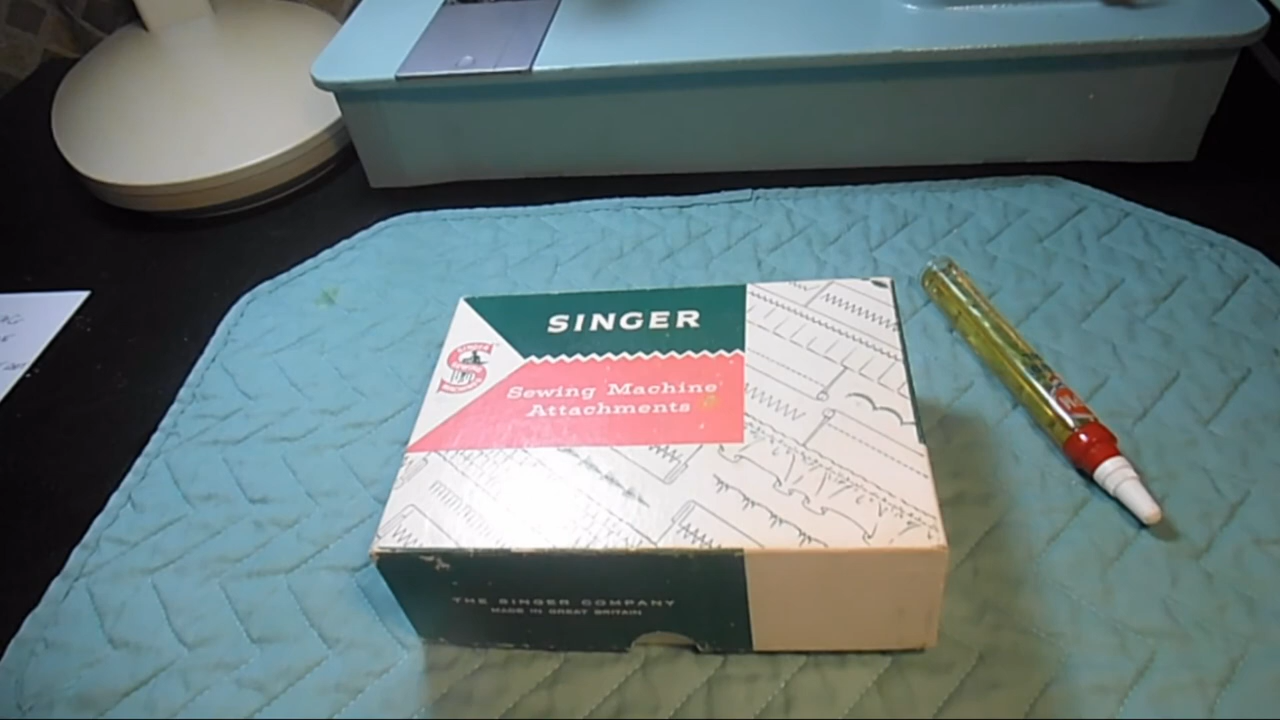 SINGER
Sewing Machine
Attachments
THE SINGER COMPANY
MADE IN GREAT BRITAIN